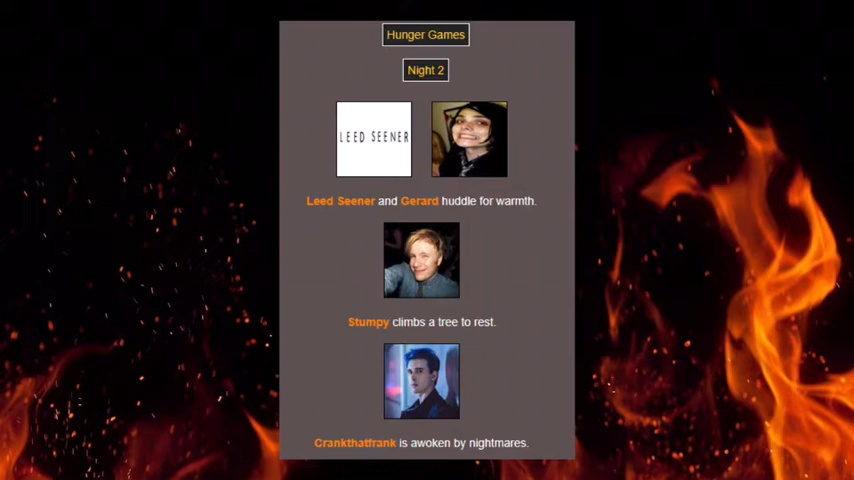 Hunger Games
Night 2
LEED SEENER
Leed Seener and Gerard huddle for warmth.
Stumpy climbs a tree to rest.
Crankthatfrank is awoken by nightmares.